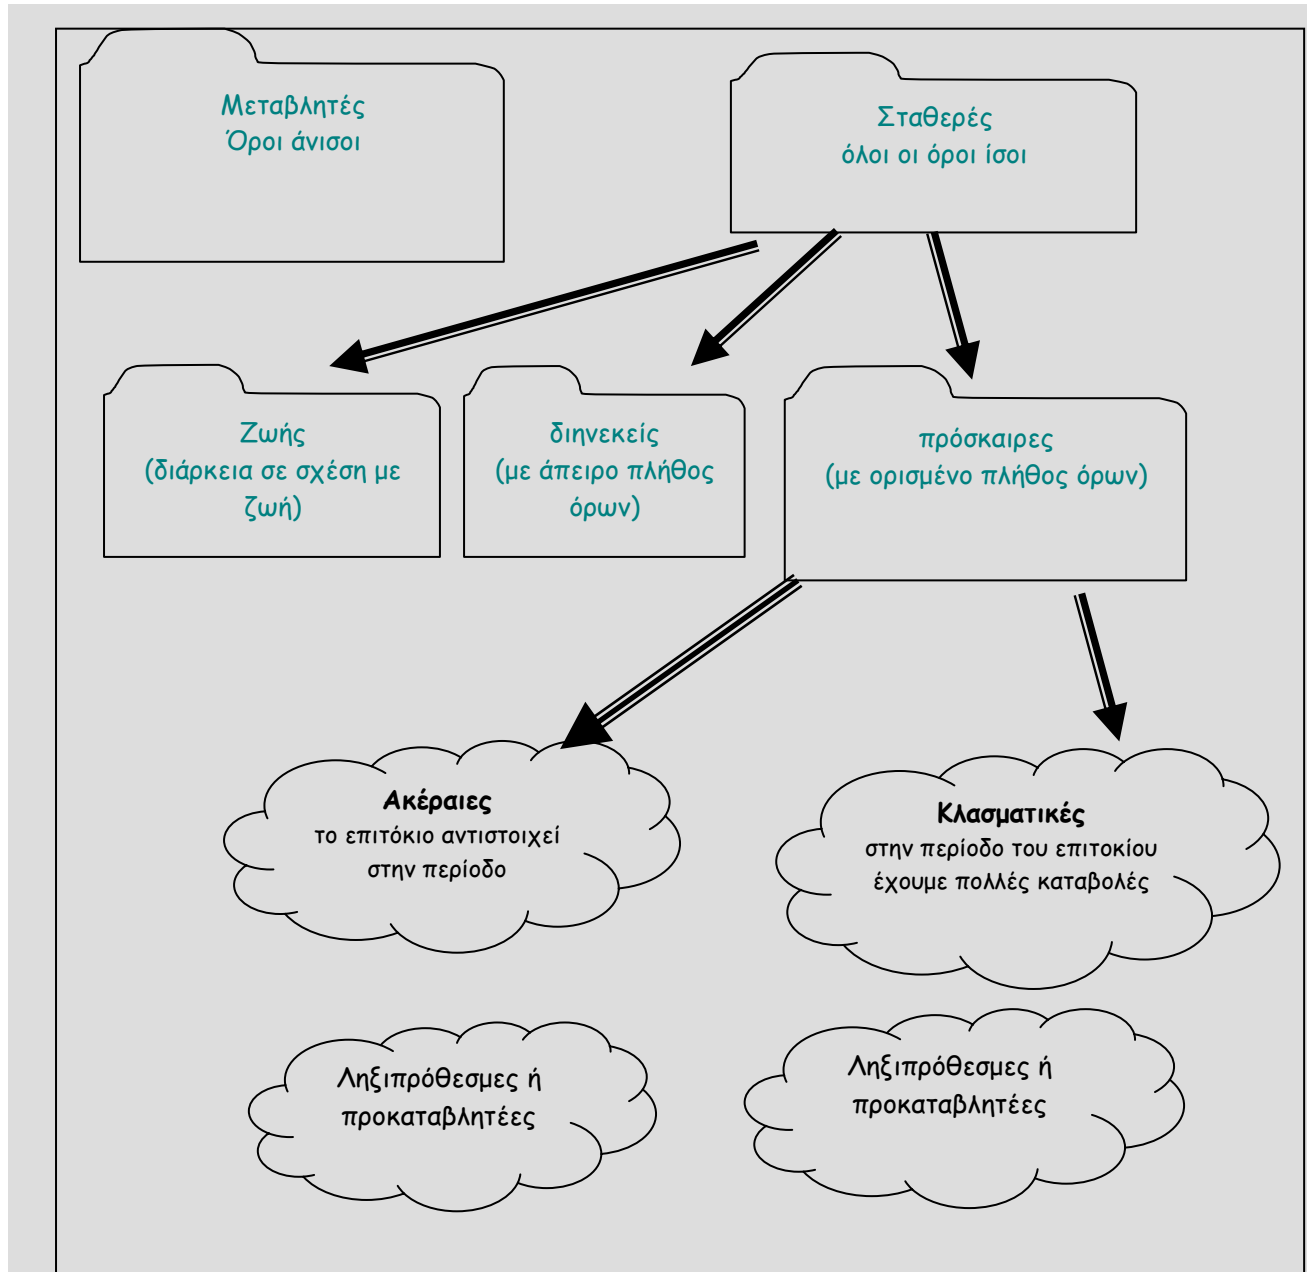 Μεταβλητές
Όροι άνισοι
Σταθερές
όλοι οι όροι ίσοι
Ζωής
(διάρκεια σε σχέση με
ζωή)
διηνεκείς
(με άπειρο πλήθος
όρων)
πρόσκαιρες
(με ορισμένο πλήθος όρων)
Ακέραιες
το επιτόκιο αντιστοιχεί
στην περίοδο
Κλασματικές
στην περίοδο του επιτοκίου
έχουμε πολλές καταβολές
Ληξιπρόθεσμες ή
προκαταβλητέες
Ληξιπρόθεσμες ή
προκαταβλητέες